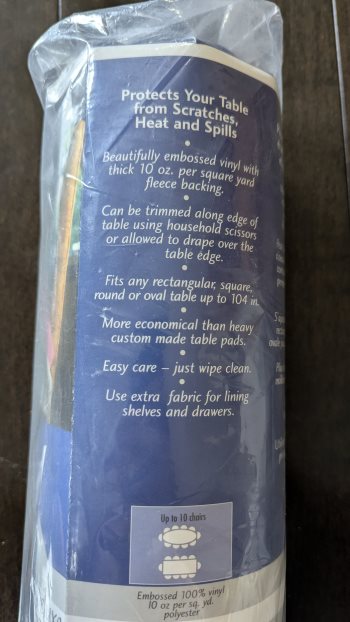 Protects Your Table
from Scratches,
Heat and Spills
•
Beautifully embossed vinyl with
thick 10 oz. per square yard
fleece backing.
•
Can be trimmed along edge of
table using household scissors
or allowed to drape over the
table edge.
•
Fits any rectangular, square,
round or oval table up to 104 in.
•
More economical than heavy
custom made table pads.
•
Easy care – just wipe clean.
•
Use extra fabric for lining
shelves and drawers.
Up to 10 chairs
Embossed 100% vinyl
10 oz per sq. yd.
polyester